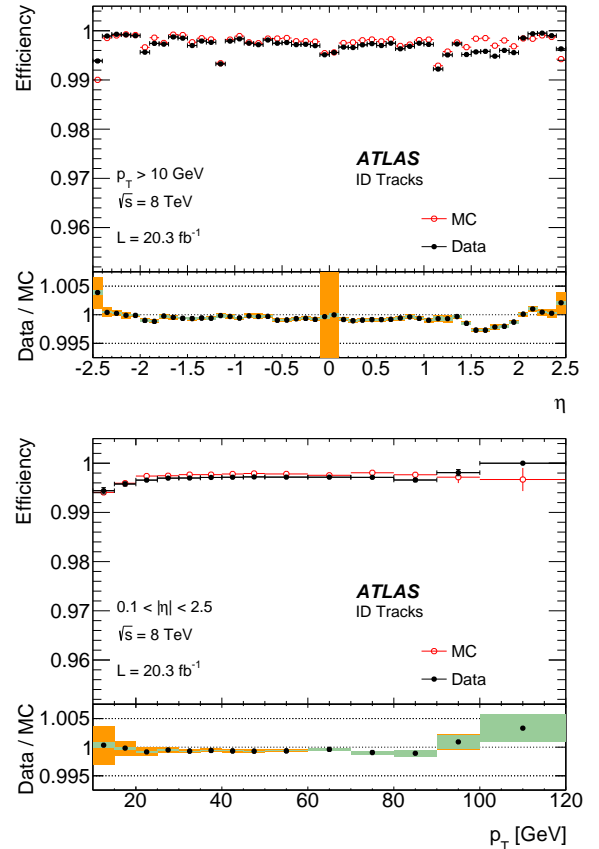 Efficiency
1
0.99
0.98
0.97
0.96
ATLAS
ID Tracks
p_T > 10 GeV
√s = 8 TeV
L = 20.3 fb⁻¹
MC
Data
Data / MC
1.005
1
0.995
-2.5 -2 -1.5 -1 -0.5 0 0.5 1 1.5 2 2.5
η
Efficiency
1
0.99
0.98
0.97
0.96
ATLAS
ID Tracks
0.1 < |η| < 2.5
√s = 8 TeV
L = 20.3 fb⁻¹
MC
Data
Data / MC
1.005
1
0.995
20 40 60 80 100 120
p_T [GeV]